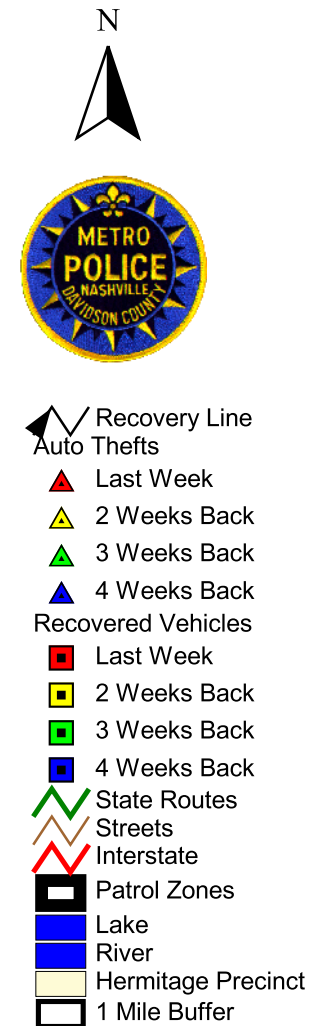 N
METRO
POLICE
NASHVILLE
DAVIDSON COUNTY
Recovery Line
Auto Thefts
Last Week
2 Weeks Back
3 Weeks Back
4 Weeks Back
Recovered Vehicles
Last Week
2 Weeks Back
3 Weeks Back
4 Weeks Back
State Routes
Streets
Interstate
Patrol Zones
Lake
River
Hermitage Precinct
1 Mile Buffer